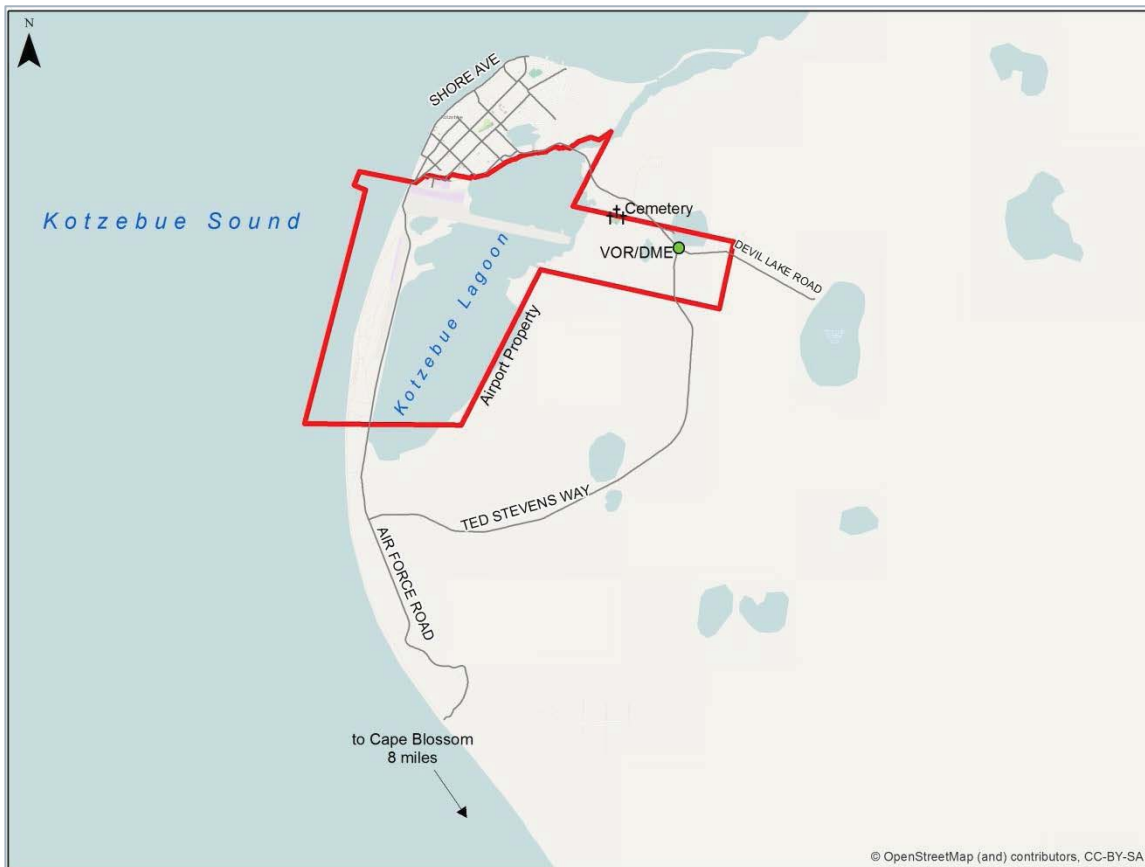 N
SHORE AVE
Kotzebue Sound
Cemetery
VOR/DME
DEVIL LAKE ROAD
Kotzebue Lagoon
Airport Property
TED STEVENS WAY
AIR FORCE ROAD
to Cape Blossom
8 miles
© OpenStreetMap (and) contributors, CC-BY-SA